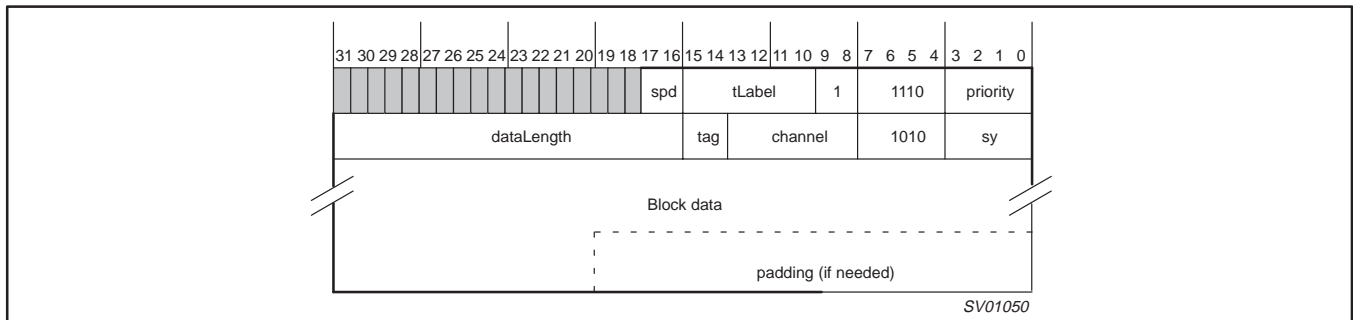 31 30 29 28 27 26 25 24 23 22 21 20 19 18 17 16 15 14 13 12 11 10 9 8 7 6 5 4 3 2 1 0
spd tLabel 1 1110 priority
dataLength tag channel 1010 sy
Block data
padding (if needed)
SV01050